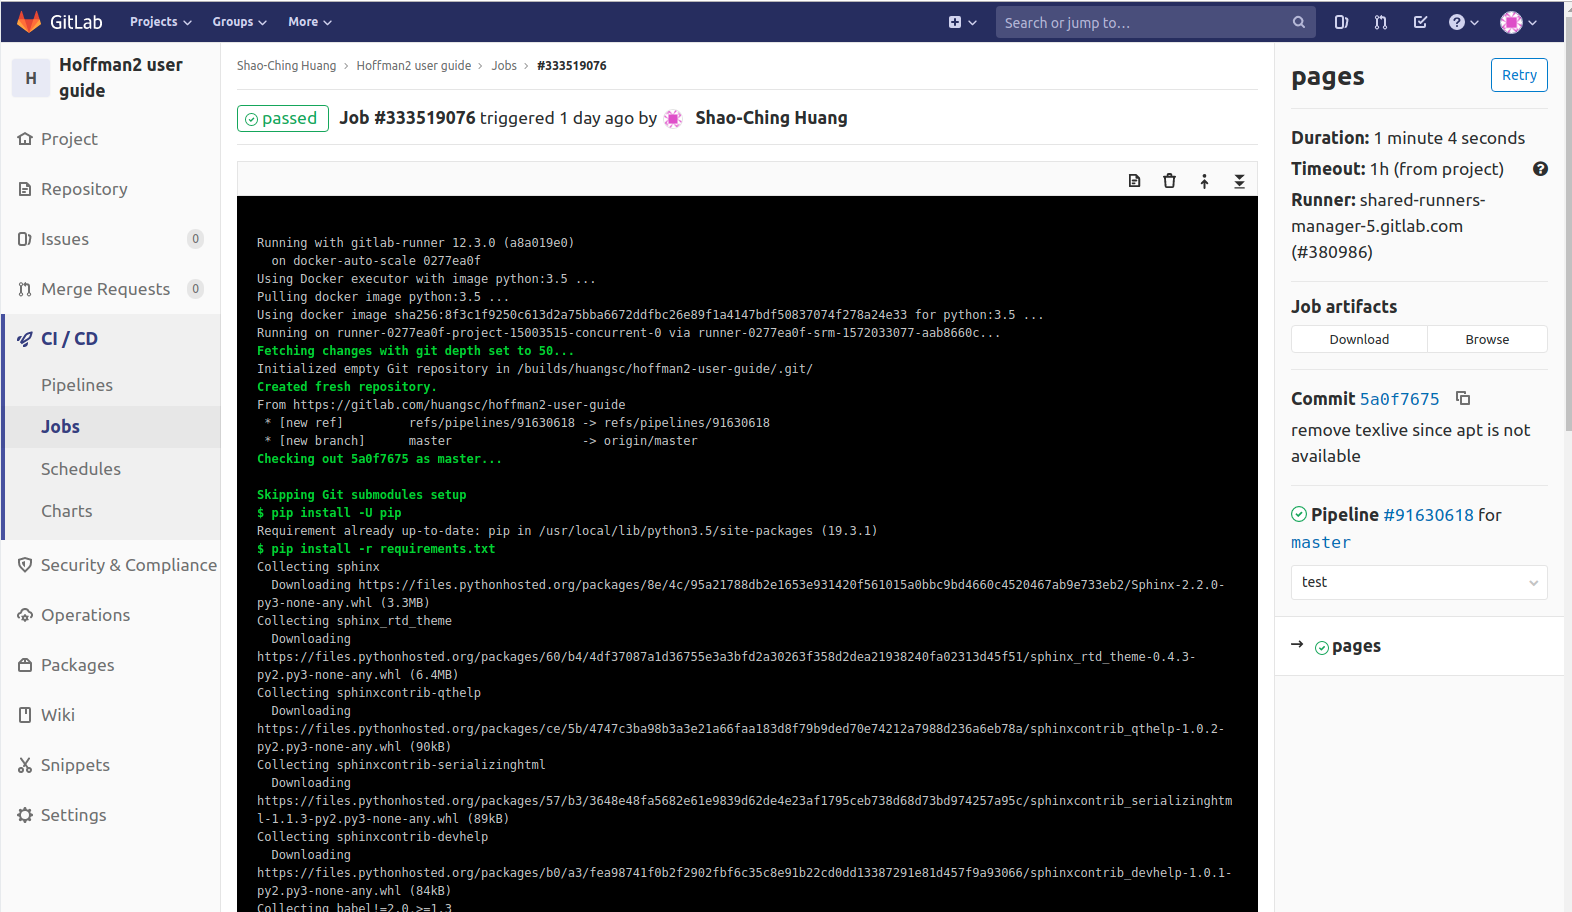 GitLab Projects Groups More Search or jump to...
H Hoffman2 user guide
Project
Repository
Issues 0
Merge Requests 0
CI / CD
Pipelines
Jobs
Schedules
Charts
Security & Compliance
Operations
Packages
Wiki
Snippets
Settings
Shao-Ching Huang › Hoffman2 user guide › Jobs › #333519076
passed Job #333519076 triggered 1 day ago by Shao-Ching Huang
Running with gitlab-runner 12.3.0 (a8a019e0)
on docker-auto-scale 0277ea0f
Using Docker executor with image python:3.5 ...
Pulling docker image python:3.5 ...
Using docker image sha256:8f3c1f9250c613d2a75bba6672ddfbc26e89f1a4147bdf50837074f278a24e33 for python:3.5 ...
Running on runner-0277ea0f-project-15003515-concurrent-0 via runner-0277ea0f-srm-1572033077-aab8660c...
Fetching changes with git depth set to 50...
Initialized empty Git repository in /builds/huangsc/hoffman2-user-guide/.git/
Created fresh repository.
From https://gitlab.com/huangsc/hoffman2-user-guide
* [new ref] refs/pipelines/91630618 -> refs/pipelines/91630618
* [new branch] master -> origin/master
Checking out 5a0f7675 as master...
Skipping Git submodules setup
$ pip install -U pip
Requirement already up-to-date: pip in /usr/local/lib/python3.5/site-packages (19.3.1)
$ pip install -r requirements.txt
Collecting sphinx
Downloading https://files.pythonhosted.org/packages/8e/4c/95a21788db2e1653e931420f561015a0bbc9bd4660c4520467ab9e733eb2/Sphinx-2.2.0-
py3-none-any.whl (3.3MB)
Collecting sphinx_rtd_theme
Downloading
https://files.pythonhosted.org/packages/60/b4/4df37087a1d36755e3a3bfd2a30263f358d2dea21938240fa02313d45f51/sphinx_rtd_theme-0.4.3-
py2.py3-none-any.whl (6.4MB)
Collecting sphinxcontrib-qthelp
Downloading
https://files.pythonhosted.org/packages/ce/5b/4747c3ba98b3a3e21a66faa183d8f79b9ded70e74212a7988d236a6eb78a/sphinxcontrib_qthelp-1.0.2-
py2.py3-none-any.whl (90kB)
Collecting sphinxcontrib-serializinghtml
Downloading
https://files.pythonhosted.org/packages/57/b3/3648e48fa5682e61e9839d62de4e23af1795ceb738d68d73bd974257a95c/sphinxcontrib_serializinghtm
l-1.1.3-py2.py3-none-any.whl (89kB)
Collecting sphinxcontrib-devhelp
Downloading
https://files.pythonhosted.org/packages/b0/a3/fea98741f0b2f2902fbf6c35c8e91b22cd0dd13387291e81d457f9a93066/sphinxcontrib_devhelp-1.0.1-
py2.py3-none-any.whl (84kB)
Collecting babel!=2.0,>=1.3
pages Retry
Duration: 1 minute 4 seconds
Timeout: 1h (from project)
Runner: shared-runners-
manager-5.gitlab.com
(#380986)
Job artifacts
Download Browse
Commit 5a0f7675
remove texlive since apt is not
available
Pipeline #91630618 for
master
test
→ pages